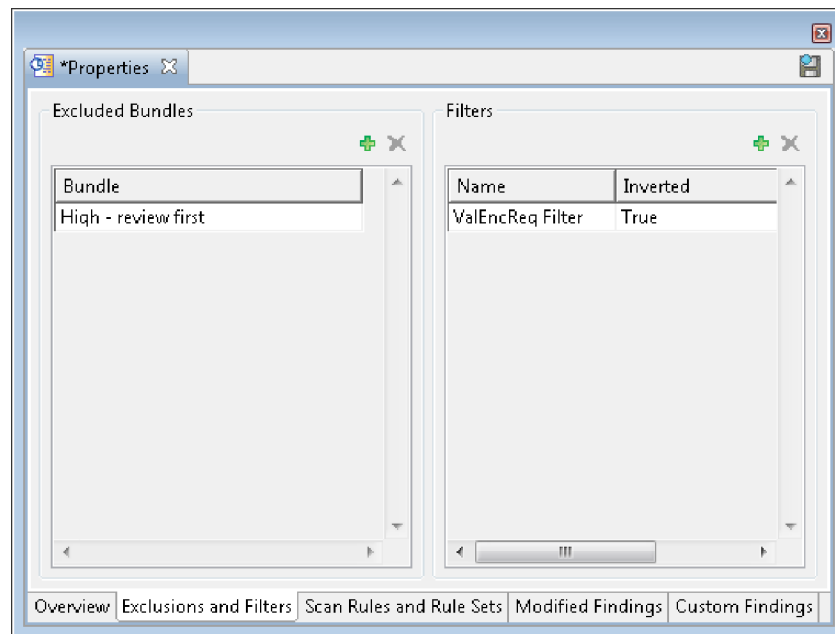 *Properties
Excluded Bundles
Filters
Bundle
High - review first
Name Inverted
ValEncReq Filter True
Overview Exclusions and Filters Scan Rules and Rule Sets Modified Findings Custom Findings